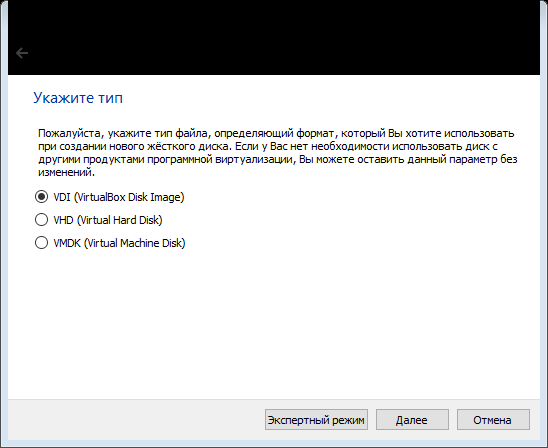 Укажите тип
Пожалуйста, укажите тип файла, определяющий формат, который Вы хотите использовать
при создании нового жёсткого диска. Если у Вас нет необходимости использовать диск с
другими продуктами программной виртуализации, Вы можете оставить данный параметр без
изменений.
VDI (VirtualBox Disk Image)
VHD (Virtual Hard Disk)
VMDK (Virtual Machine Disk)
Экспертный режим Далее Отмена